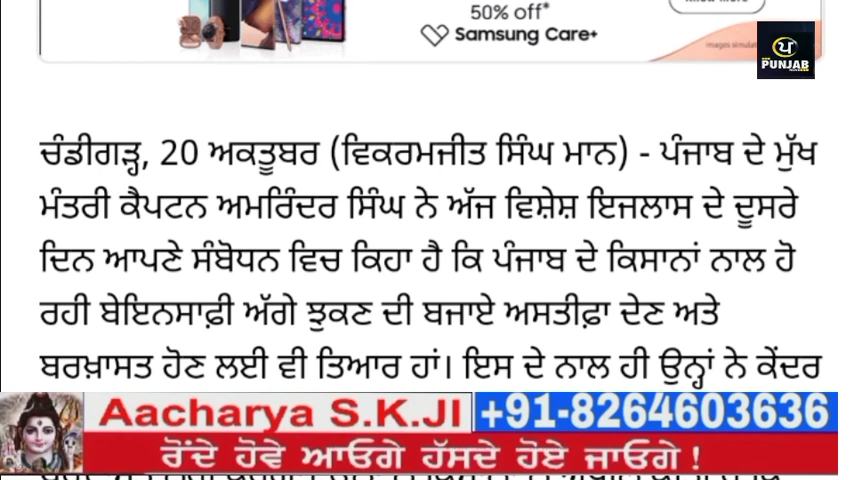 50% off*
Samsung Care+
images simulat
ਪ
PUNJAB
ਚੰਡੀਗੜ੍ਹ, 20 ਅਕਤੂਬਰ (ਵਿਕਰਮਜੀਤ ਸਿੰਘ ਮਾਨ) - ਪੰਜਾਬ ਦੇ ਮੁੱਖ
ਮੰਤਰੀ ਕੈਪਟਨ ਅਮਰਿੰਦਰ ਸਿੰਘ ਨੇ ਅੱਜ ਵਿਸ਼ੇਸ਼ ਇਜਲਾਸ ਦੇ ਦੂਸਰੇ
ਦਿਨ ਆਪਣੇ ਸੰਬੋਧਨ ਵਿਚ ਕਿਹਾ ਹੈ ਕਿ ਪੰਜਾਬ ਦੇ ਕਿਸਾਨਾਂ ਨਾਲ ਹੋ
ਰਹੀ ਬੇਇਨਸਾਫ਼ੀ ਅੱਗੇ ਝੁਕਣ ਦੀ ਬਜਾਏ ਅਸਤੀਫ਼ਾ ਦੇਣ ਅਤੇ
ਬਰਖ਼ਾਸਤ ਹੋਣ ਲਈ ਵੀ ਤਿਆਰ ਹਾਂ। ਇਸ ਦੇ ਨਾਲ ਹੀ ਉਨ੍ਹਾਂ ਨੇ ਕੇਂਦਰ
Aacharya S.K.JI +91-8264603636
ਰੋਂਦੇ ਹੋਵੇ ਆਓਗੇ ਹੱਸਦੇ ਹੋਏ ਜਾਓਗੇ !